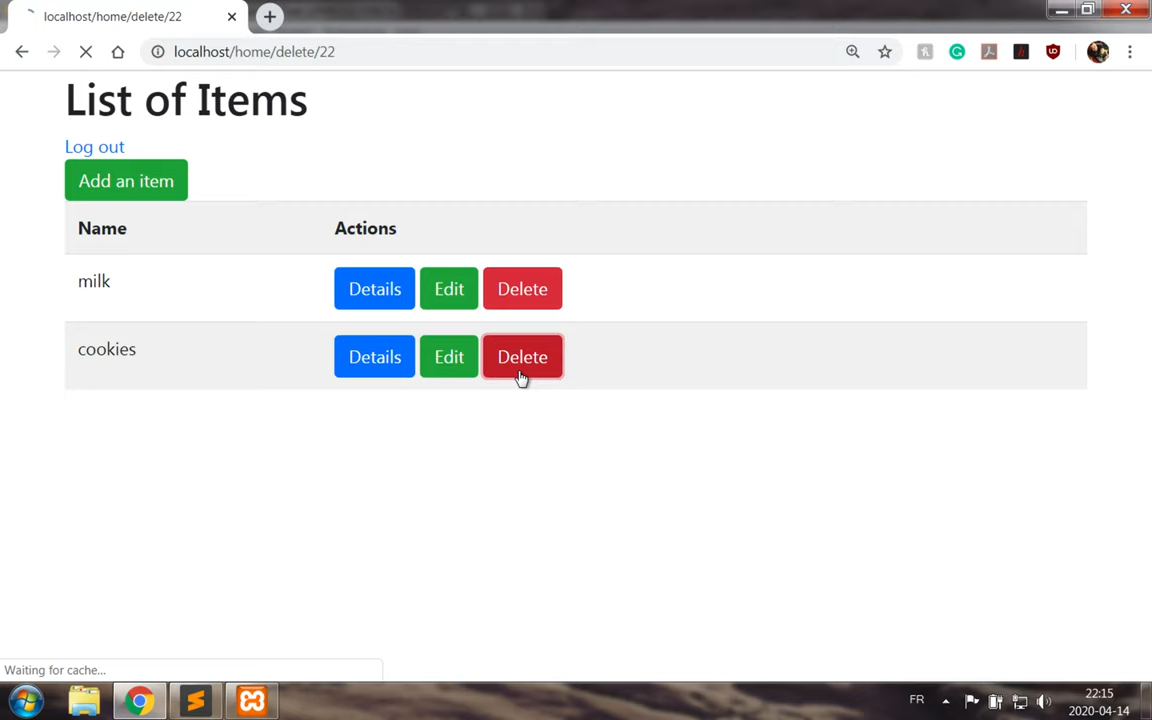 localhost/home/delete/22
localhost/home/delete/22
List of Items
Log out
Add an item
Name Actions
milk Details Edit Delete
cookies Details Edit Delete
Waiting for cache...
FR 22:15
2020-04-14